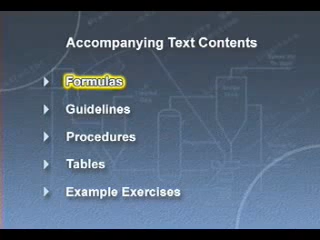 Accompanying Text Contents
Formulas
Guidelines
Procedures
Tables
Example Exercises